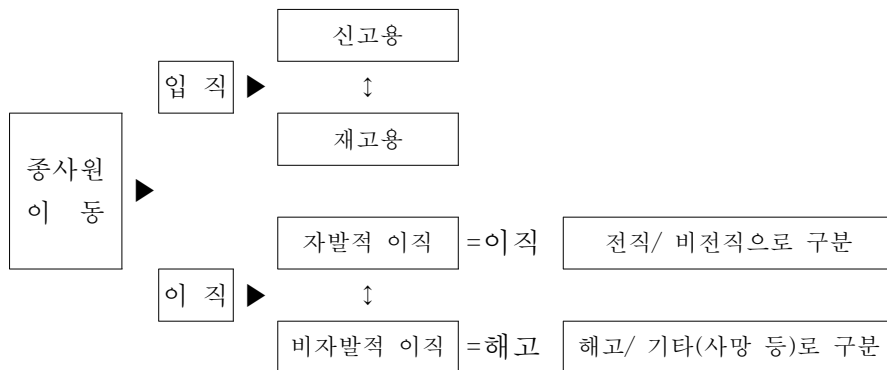 신고용
입 직 ▶
↕
재고용
종사원
이 동
▶
자발적 이직 =이직 전직/ 비전직으로 구분
이 직 ▶
↕
비자발적 이직 =해고 해고/ 기타(사망 등)로 구분